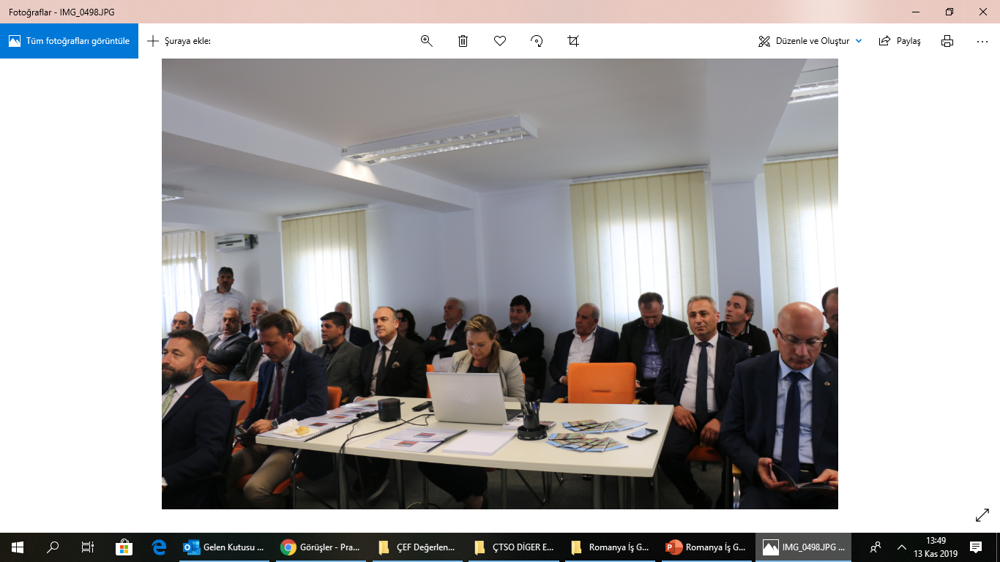 Fotoğraflar - IMG_0498.JPG
Tüm fotoğrafları görüntüle
Şuraya ekle:
Düzenle ve Oluştur
Paylaş
Gelen Kutusu ...
Görüşler - Pra...
ÇEF Değerlen...
ÇTSO DİGER E...
Romanya İş G...
Romanya İş G...
IMG_0498.JPG ...
13:49
13 Kas 2019